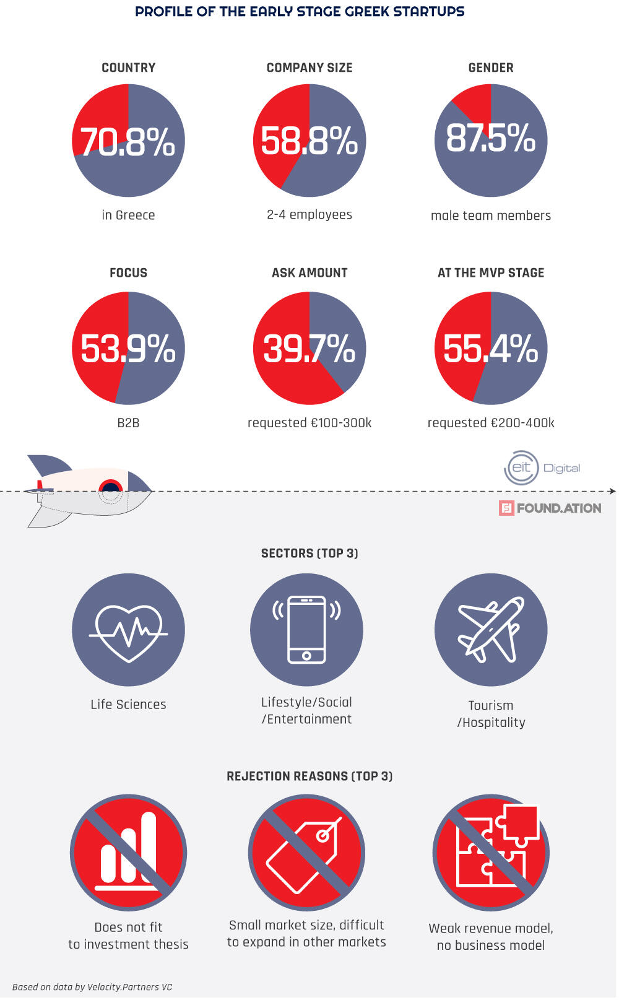 PROFILE OF THE EARLY STAGE GREEK STARTUPS
COUNTRY
COMPANY SIZE
GENDER
70.8%
58.8%
87.5%
in Greece
2-4 employees
male team members
FOCUS
ASK AMOUNT
AT THE MVP STAGE
53.9%
39.7%
55.4%
B2B
requested €100-300k
requested €200-400k
eit Digital
FOUND.ATION
SECTORS (TOP 3)
Life Sciences
Lifestyle/Social
/Entertainment
Tourism
/Hospitality
REJECTION REASONS (TOP 3)
Does not fit
to investment thesis
Small market size, difficult
to expand in other markets
Weak revenue model,
no business model
Based on data by Velocity.Partners VC